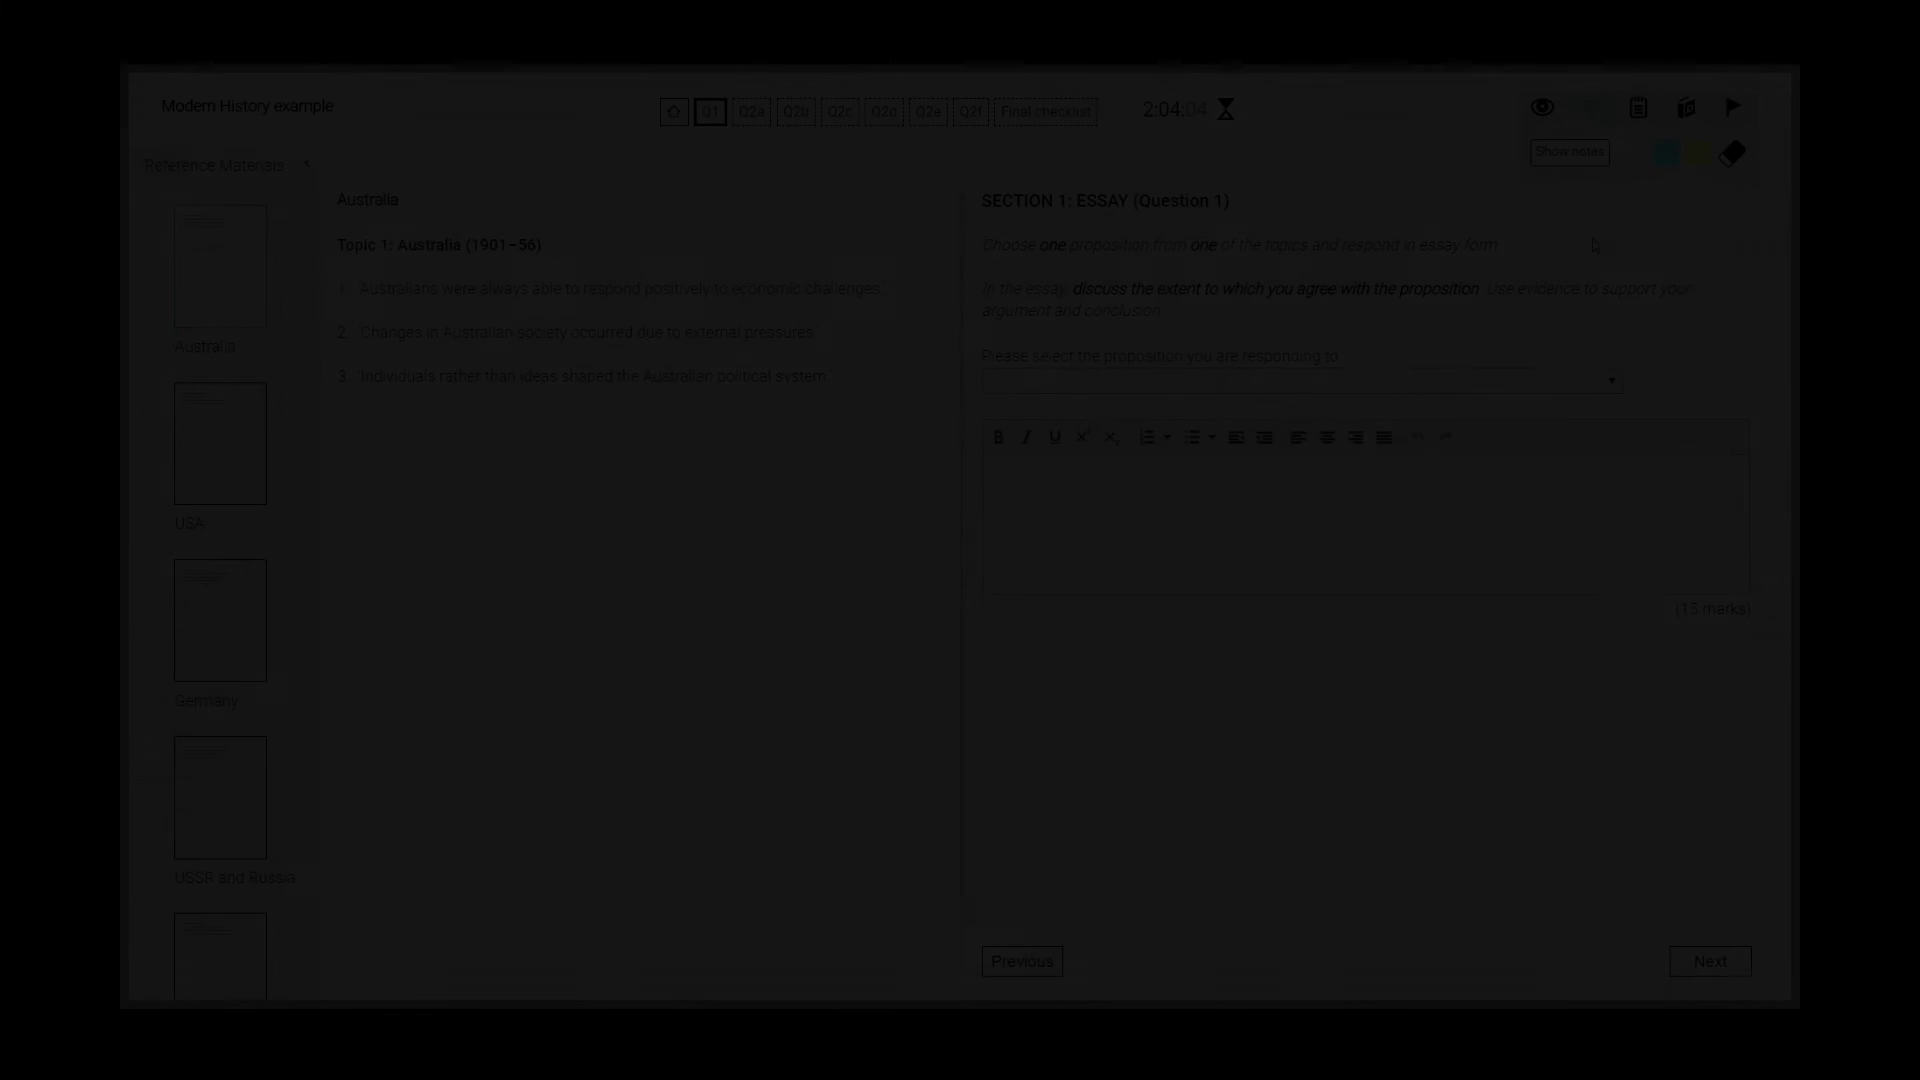 Modern History example
Q1 Q2a Q2b Q2c Q2d Q2e Q2f Final checklist
2:04:04
Show notes
Reference Materials
Australia
USA
Germany
USSR and Russia
Australia
Topic 1: Australia (1901–56)
1. 'Australians were always able to respond positively to economic challenges.'
2. 'Changes in Australian society occurred due to external pressures.'
3. 'Individuals rather than ideas shaped the Australian political system.'
SECTION 1: ESSAY (Question 1)
Choose one proposition from one of the topics and respond in essay form.
In the essay, discuss the extent to which you agree with the proposition. Use evidence to support your
argument and conclusion.
Please select the proposition you are responding to
B I U X² X₂
(15 marks)
Previous
Next